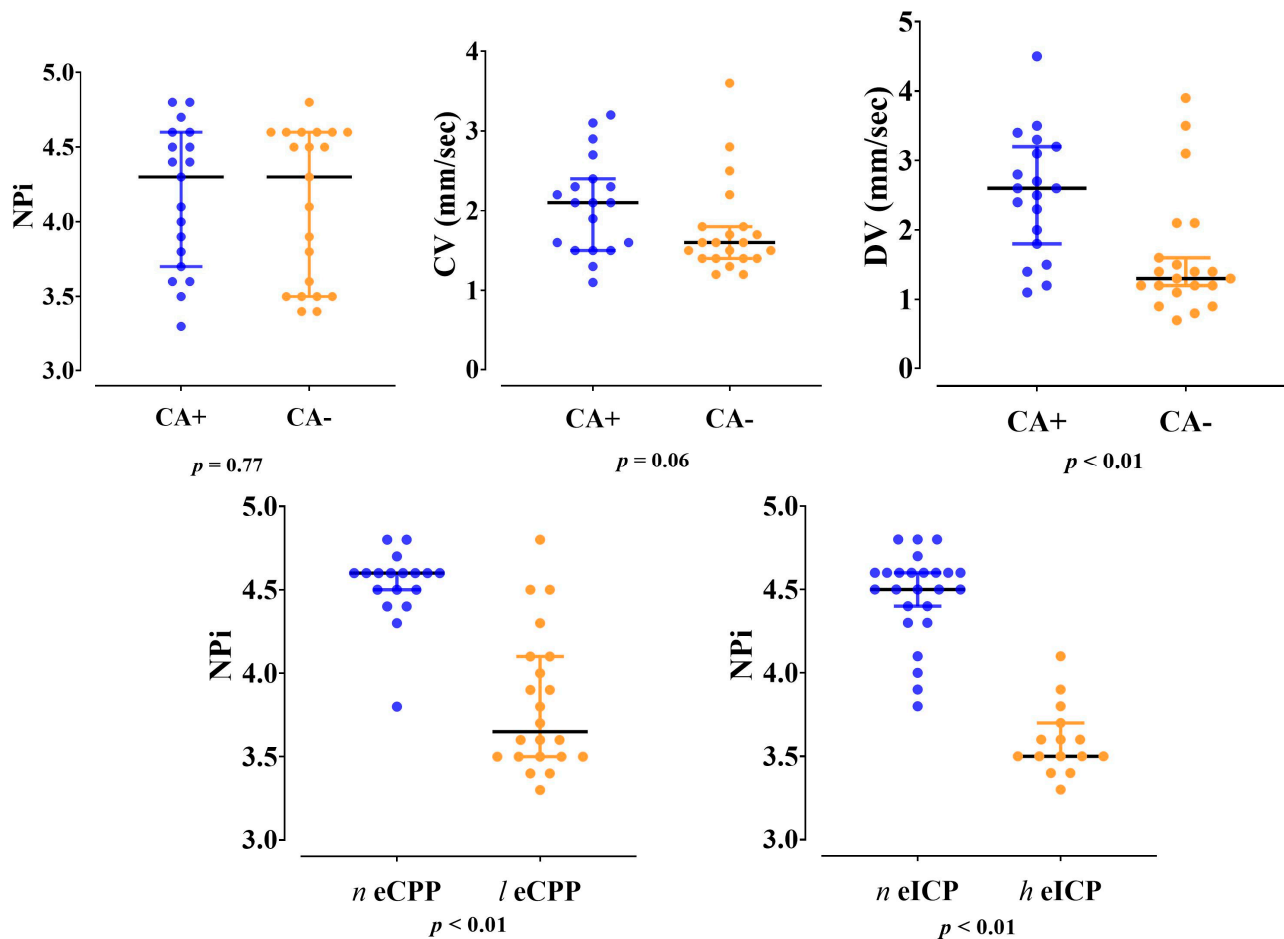 NPi
5.0
4.5
4.0
3.5
3.0
CA+ CA-
p = 0.77
CV (mm/sec)
4
3
2
1
0
CA+ CA-
p = 0.06
DV (mm/sec)
5
4
3
2
1
0
CA+ CA-
p < 0.01
NPi
5.0
4.5
4.0
3.5
3.0
n eCPP l eCPP
p < 0.01
NPi
5.0
4.5
4.0
3.5
3.0
n eICP h eICP
p < 0.01